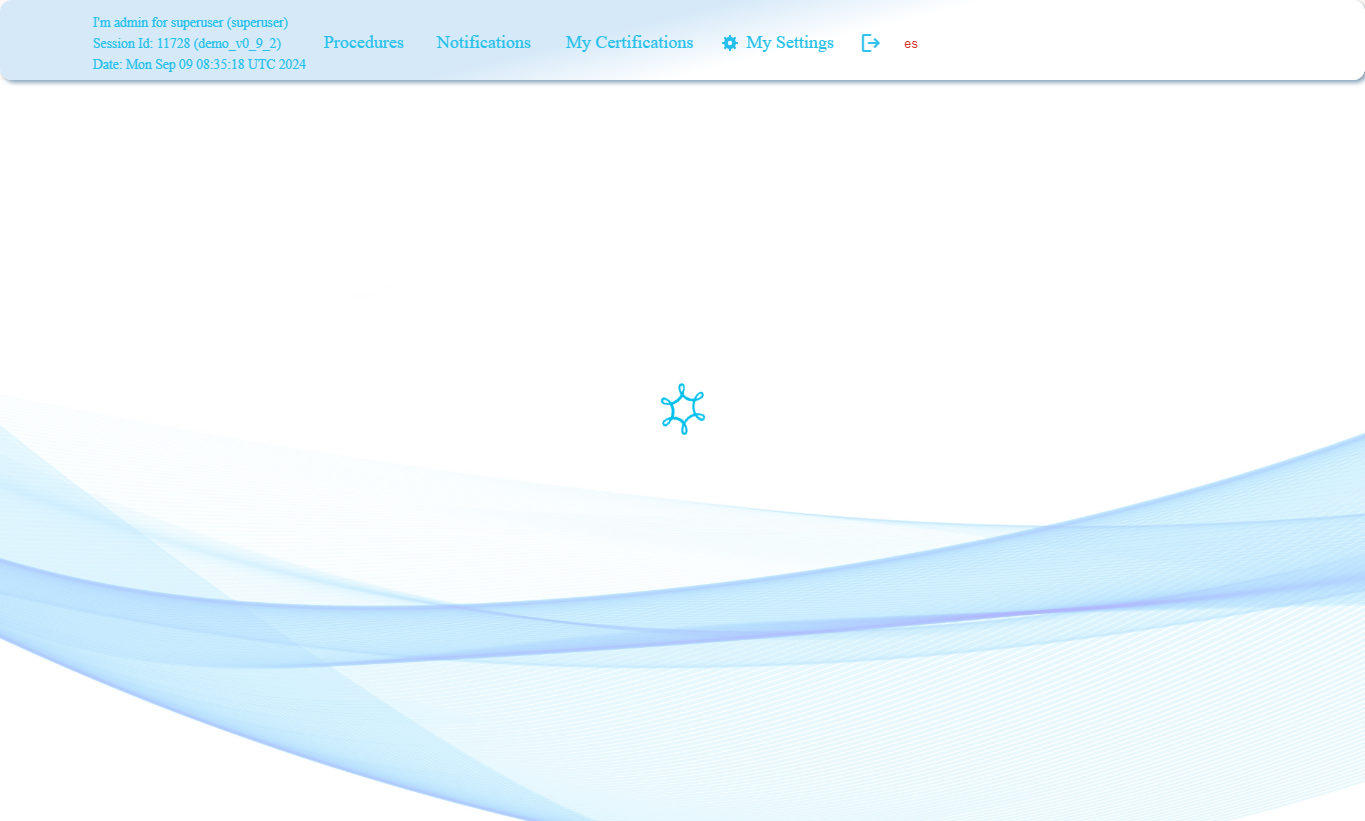 I'm admin for superuser (superuser)
Session Id: 11728 (demo_v0_9_2)
Date: Mon Sep 09 08:35:18 UTC 2024
Procedures
Notifications
My Certifications
My Settings
es